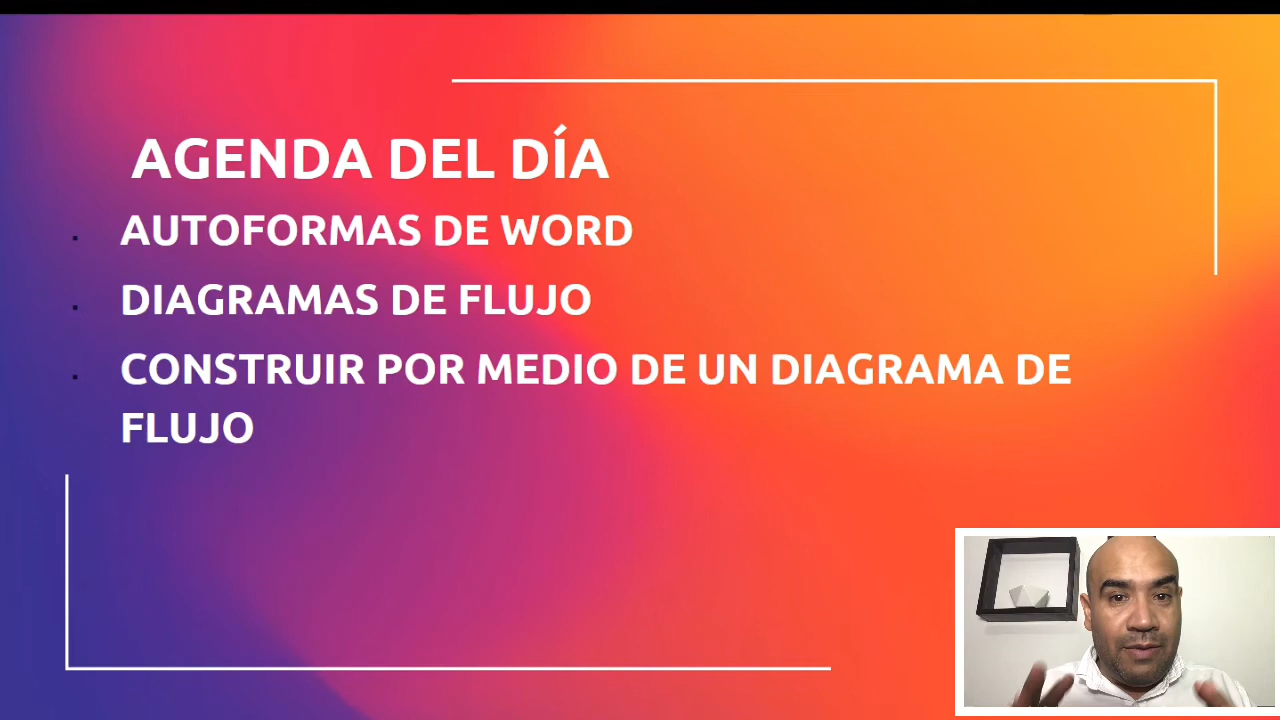 AGENDA DEL DÍA
AUTOFORMAS DE WORD
DIAGRAMAS DE FLUJO
CONSTRUIR POR MEDIO DE UN DIAGRAMA DE
FLUJO